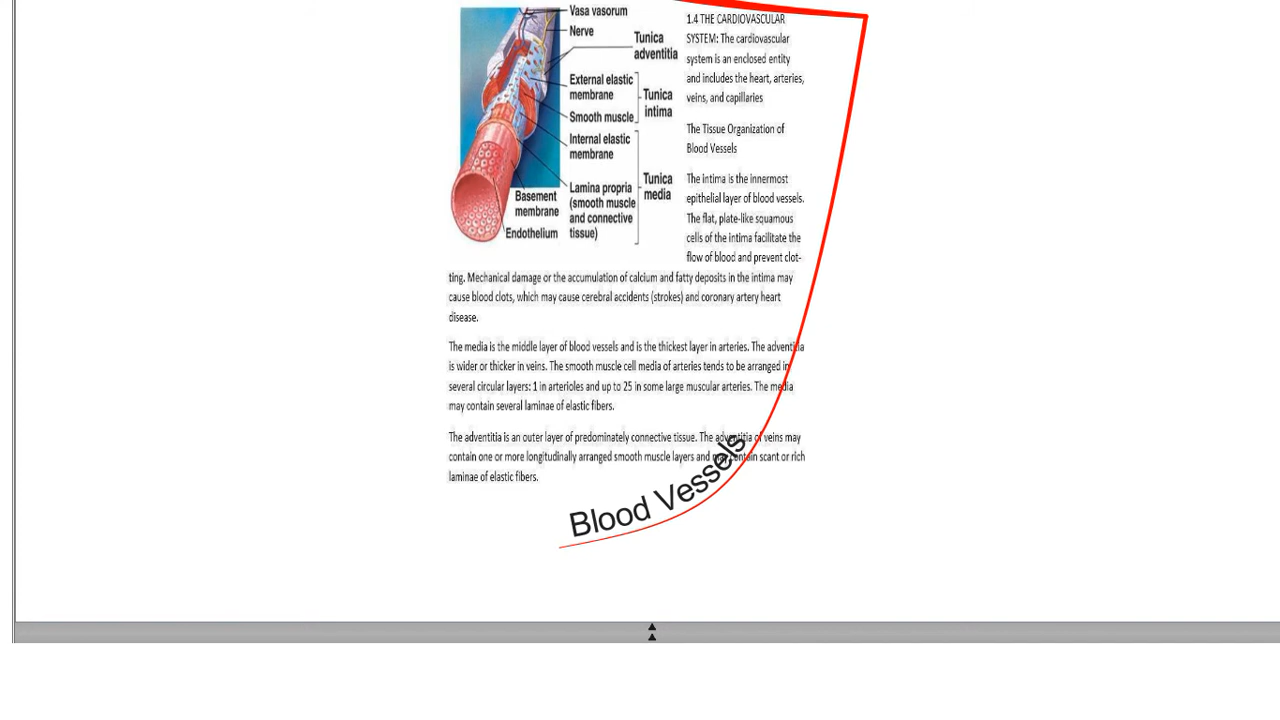 Vasa vasorum
Nerve
Tunica
adventitia
External elastic
membrane
Tunica
intima
Smooth muscle
Internal elastic
membrane
Lamina propria
(smooth muscle
and connective
tissue)
Tunica
media
Basement
membrane
Endothelium
1.4 THE CARDIOVASCULAR
SYSTEM: The cardiovascular
system is an enclosed entity
and includes the heart, arteries,
veins, and capillaries
The Tissue Organization of
Blood Vessels
The intima is the innermost
epithelial layer of blood vessels.
The flat, plate-like squamous
cells of the intima facilitate the
flow of blood and prevent clot-
ting. Mechanical damage or the accumulation of calcium and fatty deposits in the intima may
cause blood clots, which may cause cerebral accidents (strokes) and coronary artery heart
disease.
The media is the middle layer of blood vessels and is the thickest layer in arteries. The adventitia
is wider or thicker in veins. The smooth muscle cell media of arteries tends to be arranged in
several circular layers: 1 in arterioles and up to 25 in some large muscular arteries. The media
may contain several laminae of elastic fibers.
The adventitia is an outer layer of predominately connective tissue. The adventitia of veins may
contain one or more longitudinally arranged smooth muscle layers and may contain scant or rich
laminae of elastic fibers.
Blood Vessels